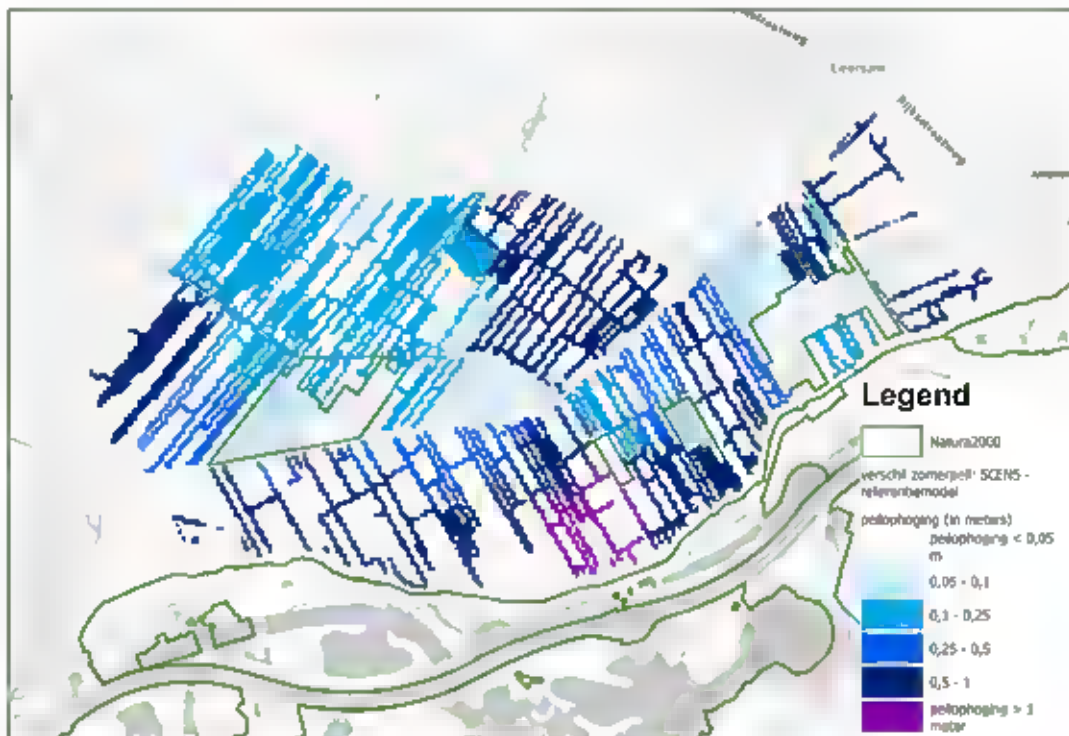 Leersum
Rijksstraatweg
Legend
Natura2000
verschil zomerpeil SCEN5 -
referentiemodel
peilophoging (in meters)
peilophoging < 0,05
m
0,05 - 0,1
0,1 - 0,25
0,25 - 0,5
0,5 - 1
peilophoging > 1
meter